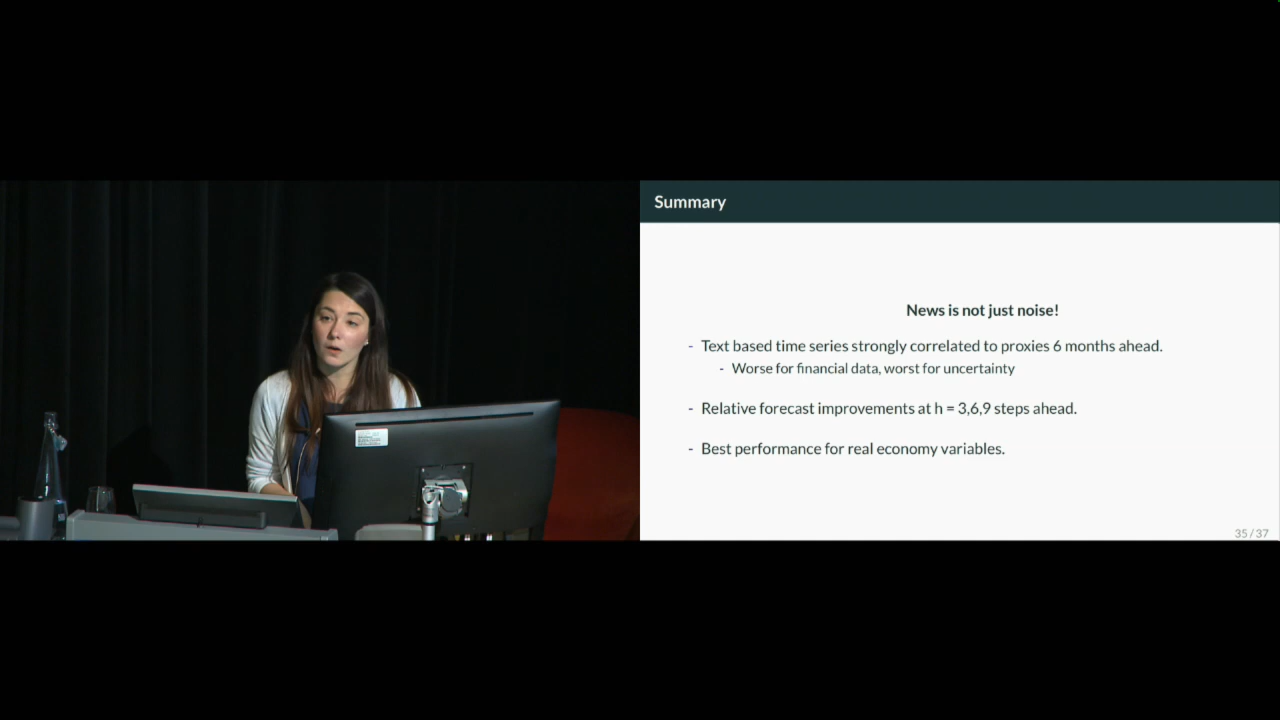 Summary
News is not just noise!
- Text based time series strongly correlated to proxies 6 months ahead.
- Worse for financial data, worst for uncertainty
- Relative forecast improvements at h = 3,6,9 steps ahead.
- Best performance for real economy variables.
35 / 37